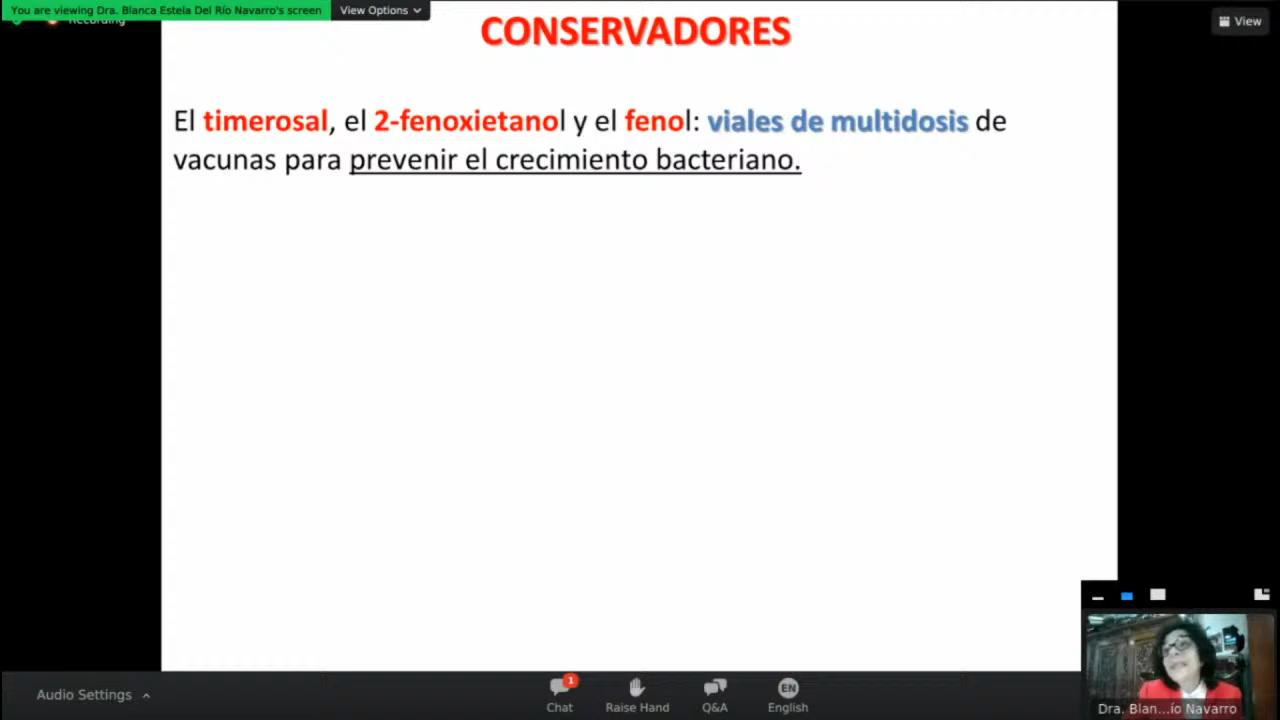 You are viewing Dra. Blanca Estela Del Río Navarro's screen
View Options
Recording
View
CONSERVADORES
El timerosal, el 2-fenoxietanol y el fenol: viales de multidosis de
vacunas para prevenir el crecimiento bacteriano.
Audio Settings
1
Chat
Raise Hand
Q&A
EN
English
Dra. Blan...ío Navarro